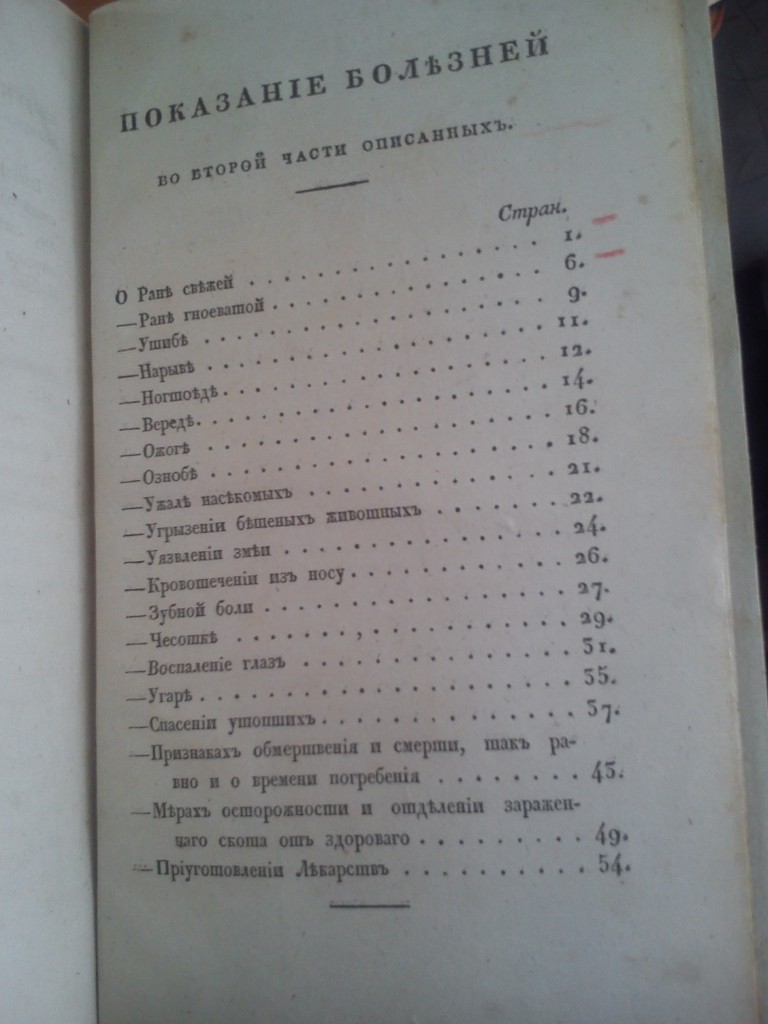 ПОКАЗАНІЕ БОЛѢЗНЕЙ
ВО ВТОРОЙ ЧАСТИ ОПИСАННЫХЪ.
Стран.
О Ранѣ свѣжей . . . . . . . . . . . . . . . . 1.
—Ранѣ гноеватой . . . . . . . . . . . . . . . 6.
—Ушибѣ . . . . . . . . . . . . . . . . . . 9.
—Нарывѣ . . . . . . . . . . . . . . . . . . 11.
—Ногтоѣдѣ . . . . . . . . . . . . . . . . . 12.
—Вередѣ . . . . . . . . . . . . . . . . . . 14.
—Ожогѣ . . . . . . . . . . . . . . . . . . 16.
—Ознобѣ . . . . . . . . . . . . . . . . . . 18.
—Ужалѣ насѣкомыхъ . . . . . . . . . . . . . 21.
—Угрызеніи бѣшеныхъ животныхъ . . . . . . . 22.
—Уязвленіи змѣи . . . . . . . . . . . . . . . 24.
—Кровотеченіи изъ носу . . . . . . . . . . . . 26.
—Зубной боли . . . . . . . . . . . . . . . . 27.
—Чесоткѣ . . . . . . , . . . . . . . . . . . 29.
—Воспаленіе глазъ . . . . . . . . . . . . . . 31.
—Угарѣ . . . . . . . . . . . . . . . . . . . 35.
—Спасеніи утопшихъ . . . . . . . . . . . . . 37.
—Признакахъ обмертвенія и смерти, такъ ра-
вно и о времени погребенія . . . . . . . . 45.
—Мѣрахъ осторожности и отдѣленіи заражен-
наго скота отъ здороваго . . . . . . . . . 49.
—Пріуготовленіи Лѣкарствъ . . . . . . . . . . 54.